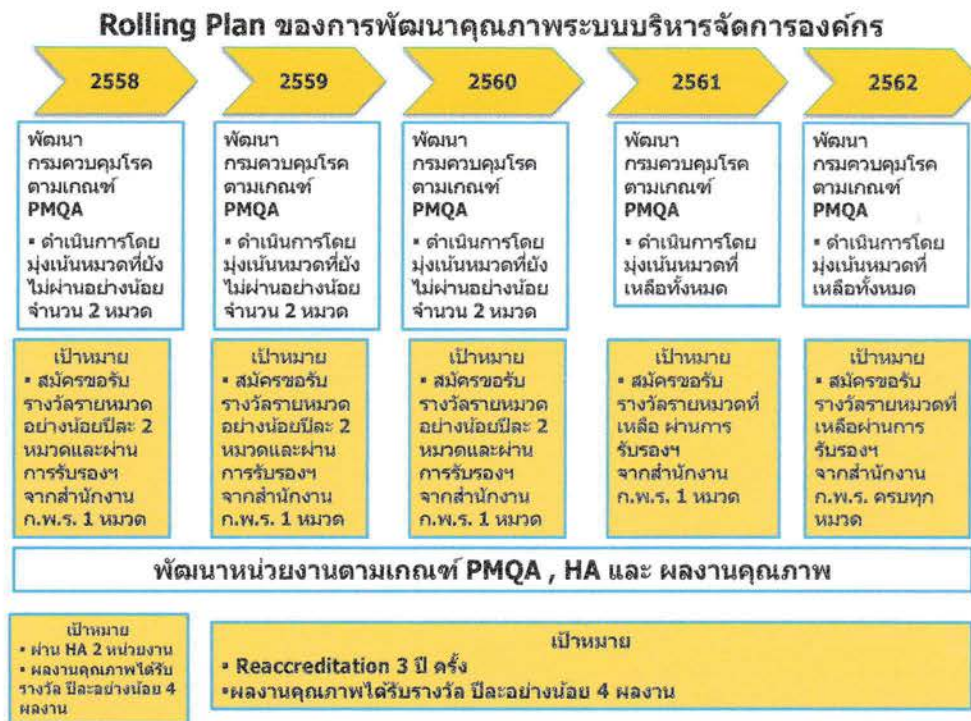 Rolling Plan ของการพัฒนาคุณภาพระบบบริหารจัดการองค์กร
2558
2559
2560
2561
2562
พัฒนา
กรมควบคุมโรค
ตามเกณฑ์
PMQA
▪ ดำเนินการโดย
มุ่งเน้นหมวดที่ยัง
ไม่ผ่านอย่างน้อย
จำนวน 2 หมวด
พัฒนา
กรมควบคุมโรค
ตามเกณฑ์
PMQA
▪ ดำเนินการโดย
มุ่งเน้นหมวดที่ยัง
ไม่ผ่านอย่างน้อย
จำนวน 2 หมวด
พัฒนา
กรมควบคุมโรค
ตามเกณฑ์
PMQA
▪ ดำเนินการโดย
มุ่งเน้นหมวดที่ยัง
ไม่ผ่านอย่างน้อย
จำนวน 2 หมวด
พัฒนา
กรมควบคุมโรค
ตามเกณฑ์
PMQA
▪ ดำเนินการโดย
มุ่งเน้นหมวดที่
เหลือทั้งหมด
พัฒนา
กรมควบคุมโรค
ตามเกณฑ์
PMQA
▪ ดำเนินการโดย
มุ่งเน้นหมวดที่
เหลือทั้งหมด
เป้าหมาย
▪ สมัครขอรับ
รางวัลรายหมวด
อย่างน้อยปีละ 2
หมวดและผ่าน
การรับรองฯ
จากสำนักงาน
ก.พ.ร. 1 หมวด
เป้าหมาย
▪ สมัครขอรับ
รางวัลรายหมวด
อย่างน้อยปีละ 2
หมวดและผ่าน
การรับรองฯ
จากสำนักงาน
ก.พ.ร. 1 หมวด
เป้าหมาย
▪ สมัครขอรับ
รางวัลรายหมวด
อย่างน้อยปีละ 2
หมวดและผ่าน
การรับรองฯ
จากสำนักงาน
ก.พ.ร. 1 หมวด
เป้าหมาย
▪ สมัครขอรับ
รางวัลรายหมวดที่
เหลือ ผ่านการ
รับรองฯ
จากสำนักงาน
ก.พ.ร. 1 หมวด
เป้าหมาย
▪ สมัครขอรับ
รางวัลรายหมวดที่
เหลือผ่านการ
รับรองฯ
จากสำนักงาน
ก.พ.ร. ครบทุก
หมวด
พัฒนาหน่วยงานตามเกณฑ์ PMQA , HA และ ผลงานคุณภาพ
เป้าหมาย
▪ ผ่าน HA 2 หน่วยงาน
▪ ผลงานคุณภาพได้รับ
รางวัล ปีละอย่างน้อย 4
ผลงาน
เป้าหมาย
▪ Reaccreditation 3 ปี ครั้ง
▪ผลงานคุณภาพได้รับรางวัล ปีละอย่างน้อย 4 ผลงาน